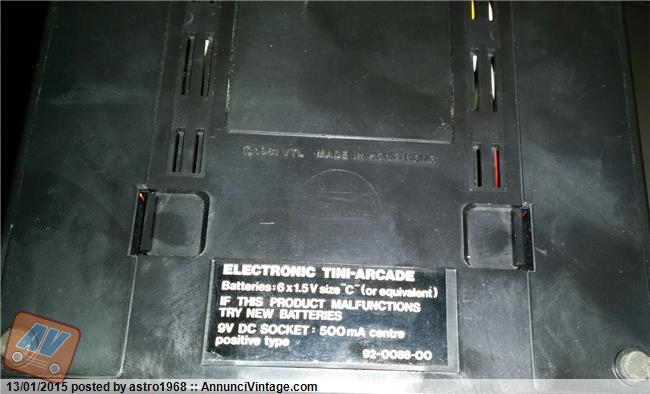 VTL MADE IN HONG KONG
ELECTRONIC TINI-ARCADE
Batteries: 6 x 1.5 V size "C" (or equivalent)
IF THIS PRODUCT MALFUNCTIONS
TRY NEW BATTERIES
9V DC SOCKET: 500mA centre
positive type
92-0088-00
AV
13/01/2015 posted by astro1968 :: AnnunciVintage.com